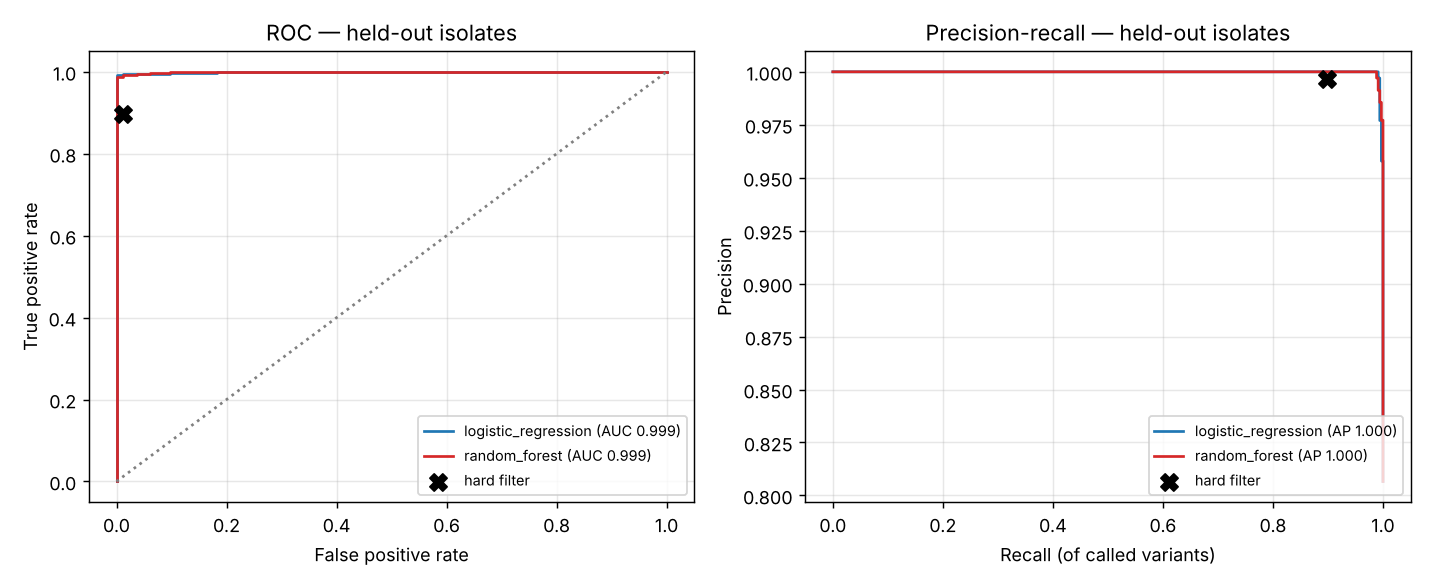 ROC — held-out isolates
True positive rate
1.0
0.8
0.6
0.4
0.2
0.0
logistic_regression (AUC 0.999)
random_forest (AUC 0.999)
hard filter
0.0 0.2 0.4 0.6 0.8 1.0
False positive rate
Precision-recall — held-out isolates
Precision
1.000
0.975
0.950
0.925
0.900
0.875
0.850
0.825
0.800
logistic_regression (AP 1.000)
random_forest (AP 1.000)
hard filter
0.0 0.2 0.4 0.6 0.8 1.0
Recall (of called variants)